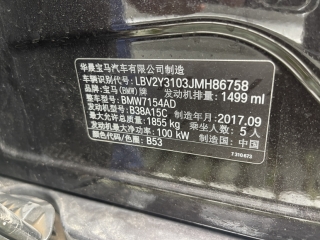 华晨宝马汽车有限公司制造
车辆识别代号: LBV2Y3103JMH86758
品牌: 宝马(BMW)牌 发动机排量: 1499 ml
型号: BMW7154AD
发动机型号: B38A15C 制造年月: 2017.09
最大允许总质量: 1855 kg 乘坐人数: 5人
发动机最大净功率: 100 kW 制造国: 中国
颜色代码/色图: B53
7310673